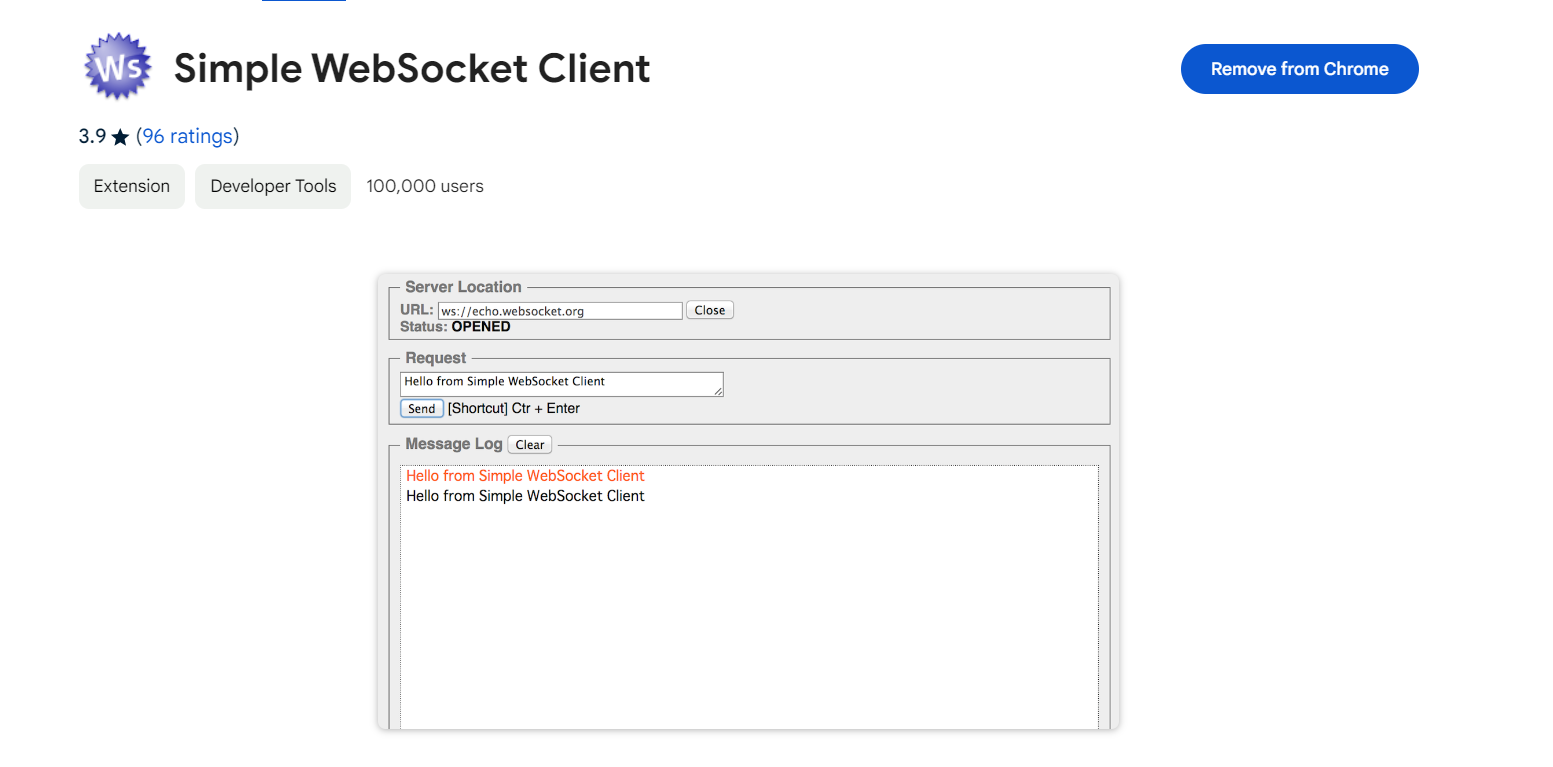 Ws
Simple WebSocket Client
Remove from Chrome
3.9 ★ (96 ratings)
Extension
Developer Tools
100,000 users
Server Location
URL: ws://echo.websocket.org Close
Status: OPENED
Request
Hello from Simple WebSocket Client
Send [Shortcut] Ctr + Enter
Message Log Clear
Hello from Simple WebSocket Client
Hello from Simple WebSocket Client